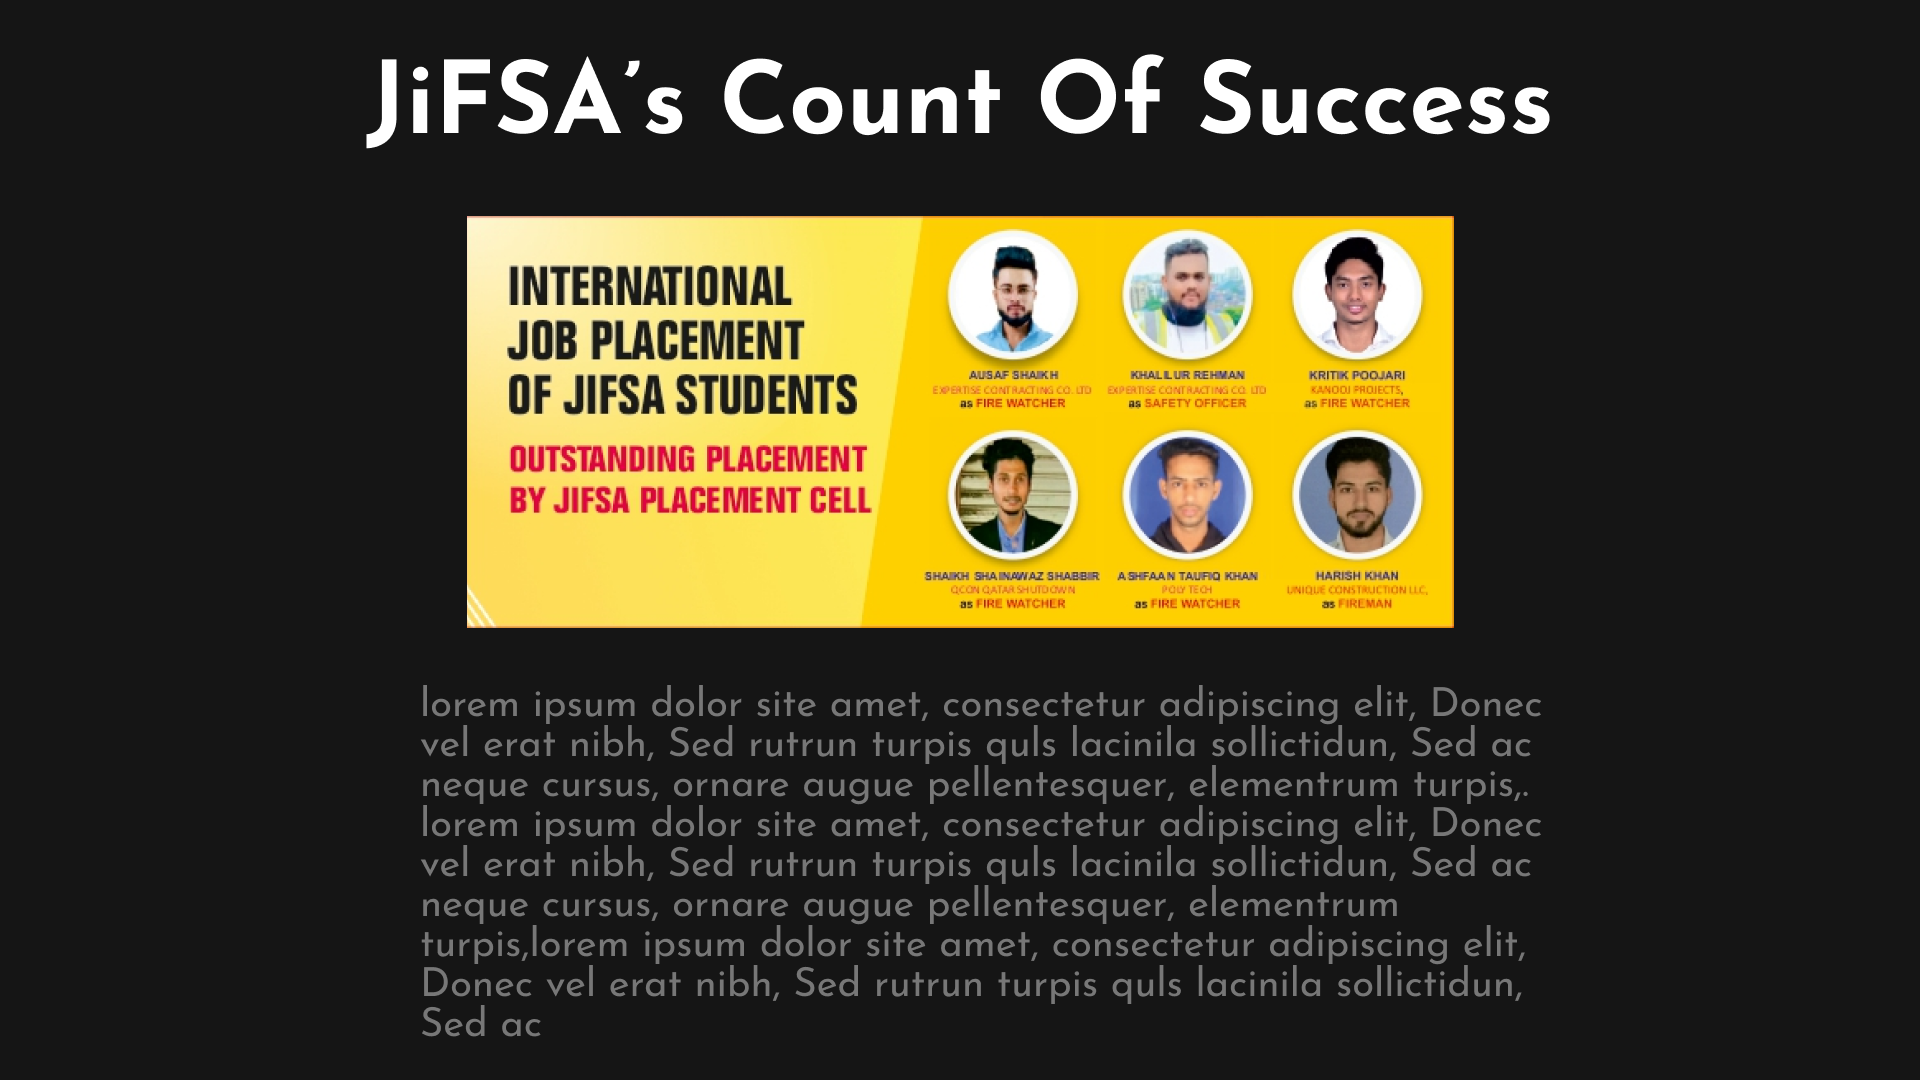 JiFSA’s Count Of Success
INTERNATIONAL
JOB PLACEMENT
OF JIFSA STUDENTS
OUTSTANDING PLACEMENT
BY JIFSA PLACEMENT CELL
AUSAF SHAIKH
EXPERTISE CONTRACTING CO. LTD
as FIRE WATCHER
KHALILUR REHMAN
EXPERTISE CONTRACTING CO. LTD
as SAFETY OFFICER
KRITIK POOJARI
KANOOJ PROJECTS,
as FIRE WATCHER
SHAIKH SHAINAWAZ SHABBIR
QCON QATAR SHUTDOWN
as FIRE WATCHER
ASHFAAN TAUFIQ KHAN
POLY TECH
as FIRE WATCHER
HARISH KHAN
UNIQUE CONSTRUCTION LLC,
as FIREMAN
lorem ipsum dolor site amet, consectetur adipiscing elit, Donec
vel erat nibh, Sed rutrun turpis quls lacinila sollictidun, Sed ac
neque cursus, ornare augue pellentesquer, elementrum turpis,.
lorem ipsum dolor site amet, consectetur adipiscing elit, Donec
vel erat nibh, Sed rutrun turpis quls lacinila sollictidun, Sed ac
neque cursus, ornare augue pellentesquer, elementrum
turpis,lorem ipsum dolor site amet, consectetur adipiscing elit,
Donec vel erat nibh, Sed rutrun turpis quls lacinila sollictidun,
Sed ac